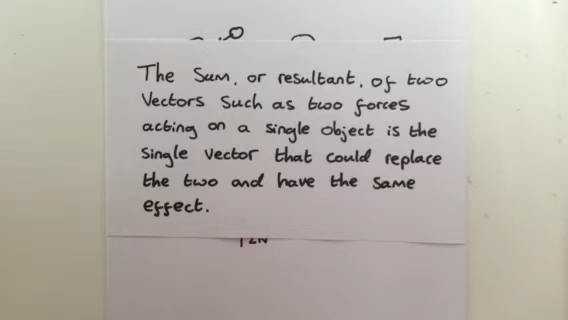 The Sum, or resultant, of two
Vectors Such as two forces
acting on a single object is the
Single Vector that could replace
the two and have the Same
effect.